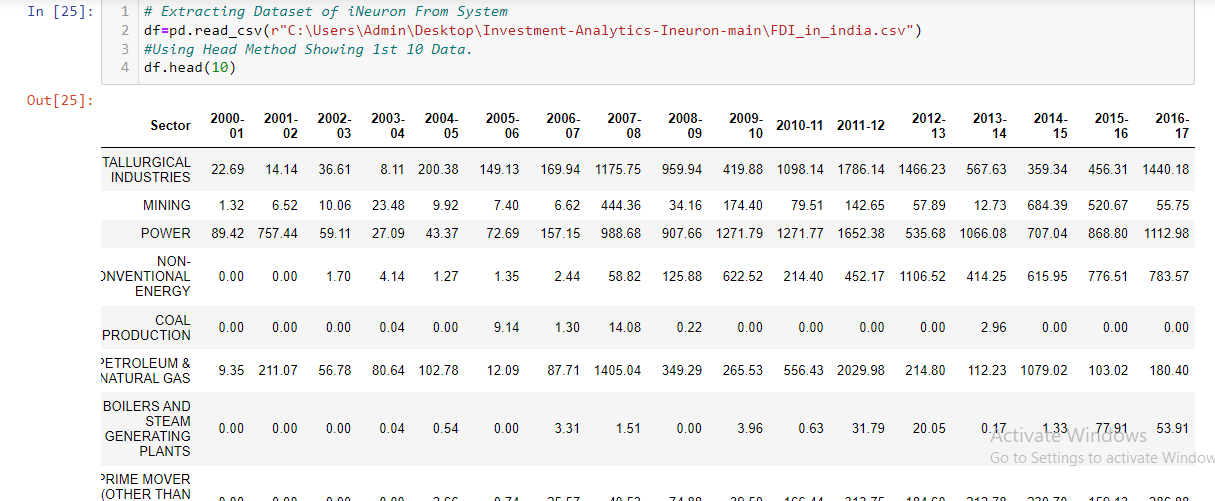 In [25]:
1 # Extracting Dataset of iNeuron From System
2 df=pd.read_csv(r"C:\Users\Admin\Desktop\Investment-Analytics-Ineuron-main\FDI_in_india.csv")
3 #Using Head Method Showing 1st 10 Data.
4 df.head(10)
Out[25]:
Sector 2000-01 2001-02 2002-03 2003-04 2004-05 2005-06 2006-07 2007-08 2008-09 2009-10 2010-11 2011-12 2012-13 2013-14 2014-15 2015-16 2016-17
TALLURGICAL
INDUSTRIES 22.69 14.14 36.61 8.11 200.38 149.13 169.94 1175.75 959.94 419.88 1098.14 1786.14 1466.23 567.63 359.34 456.31 1440.18
MINING 1.32 6.52 10.06 23.48 9.92 7.40 6.62 444.36 34.16 174.40 79.51 142.65 57.89 12.73 684.39 520.67 55.75
POWER 89.42 757.44 59.11 27.09 43.37 72.69 157.15 988.68 907.66 1271.79 1271.77 1652.38 535.68 1066.08 707.04 868.80 1112.98
NON-
ONVENTIONAL
ENERGY 0.00 0.00 1.70 4.14 1.27 1.35 2.44 58.82 125.88 622.52 214.40 452.17 1106.52 414.25 615.95 776.51 783.57
COAL
PRODUCTION 0.00 0.00 0.00 0.04 0.00 9.14 1.30 14.08 0.22 0.00 0.00 0.00 0.00 2.96 0.00 0.00 0.00
PETROLEUM &
NATURAL GAS 9.35 211.07 56.78 80.64 102.78 12.09 87.71 1405.04 349.29 265.53 556.43 2029.98 214.80 112.23 1079.02 103.02 180.40
BOILERS AND
STEAM
GENERATING
PLANTS 0.00 0.00 0.00 0.04 0.54 0.00 3.31 1.51 0.00 3.96 0.63 31.79 20.05 0.17 1.33 77.91 53.91
PRIME MOVER
(OTHER THAN
Activate Windows
Go to Settings to activate Window